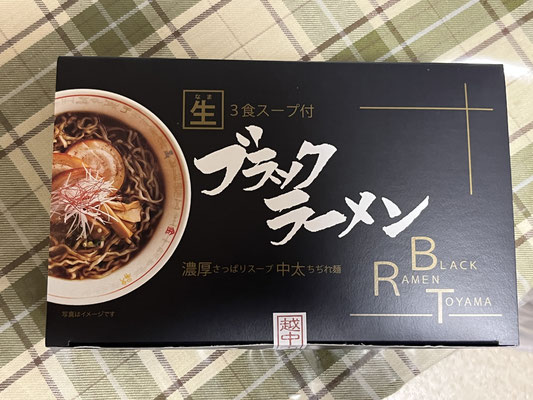 なま
生
3食スープ付
ブラック
ラーメン
濃厚さっぱりスープ 中太ちぢれ麺
BLACK
RAMEN
TOYAMA
写真はイメージです
越中